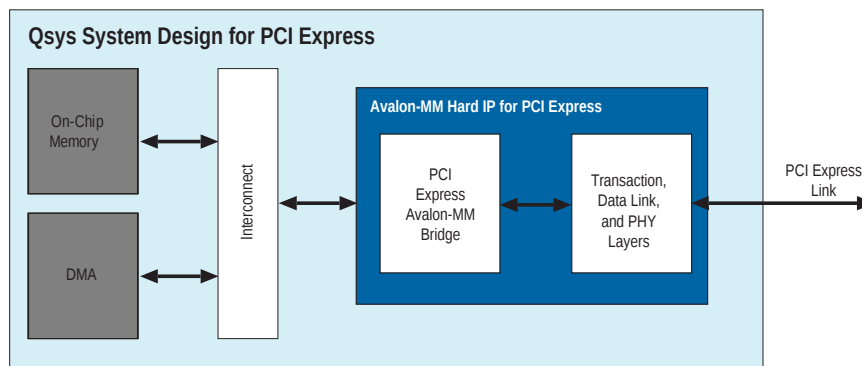 Qsys System Design for PCI Express
On-Chip
Memory
DMA
Interconnect
Avalon-MM Hard IP for PCI Express
PCI
Express
Avalon-MM
Bridge
Transaction,
Data Link,
and PHY
Layers
PCI Express
Link